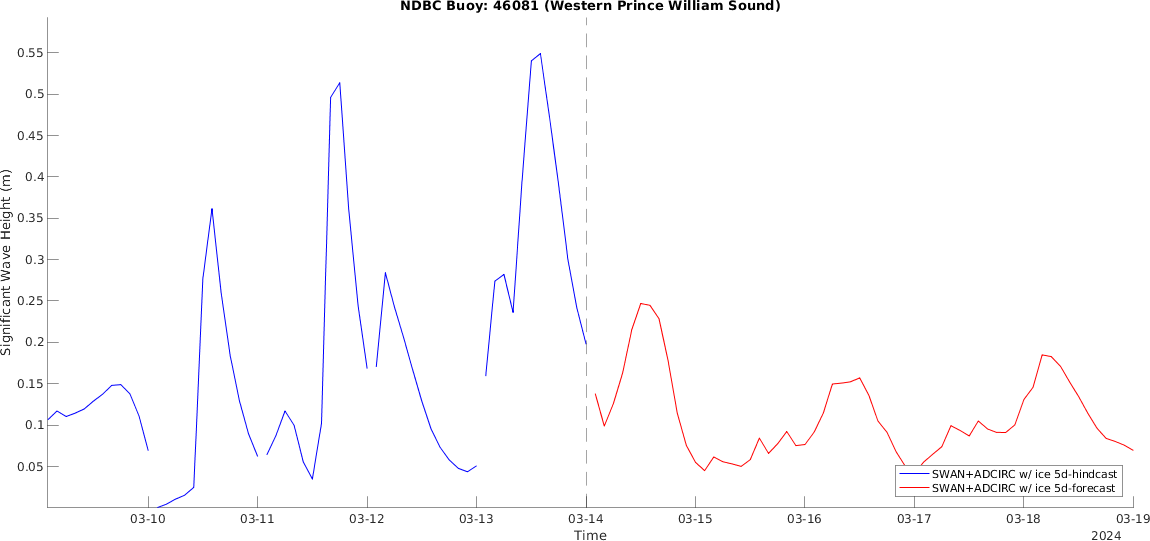 NDBC Buoy: 46081 (Western Prince William Sound)
Significant Wave Height (m)
0.55
0.5
0.45
0.4
0.35
0.3
0.25
0.2
0.15
0.1
0.05
SWAN+ADCIRC w/ ice 5d-hindcast
SWAN+ADCIRC w/ ice 5d-forecast
03-10 03-11 03-12 03-13 03-14 03-15 03-16 03-17 03-18 03-19
Time
2024